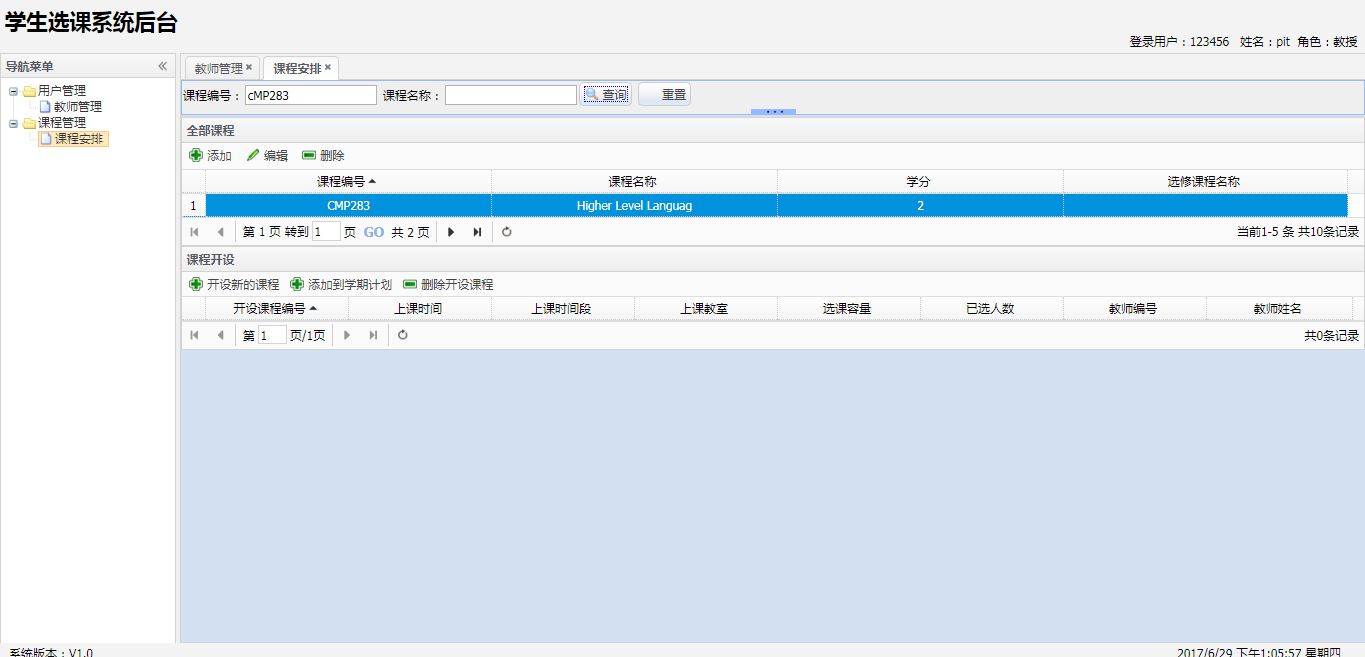 学生选课系统后台
登录用户：123456 姓名：pit 角色：教授
导航菜单
用户管理
教师管理
课程管理
课程安排
教师管理 课程安排
课程编号： cMP283 课程名称： 查询 重置
全部课程
添加 编辑 删除
课程编号 课程名称 学分 选修课程名称
1 CMP283 Higher Level Languag 2
第 1 页 转到 1 页 GO 共 2 页 当前1-5 条 共10条记录
课程开设
开设新的课程 添加到学期计划 删除开设课程
开设课程编号 上课时间 上课时间段 上课教室 选课容量 已选人数 教师编号 教师姓名
第 1 页/1页 共0条记录
系统版本：V1.0 2017/6/29 下午1:05:57 星期四